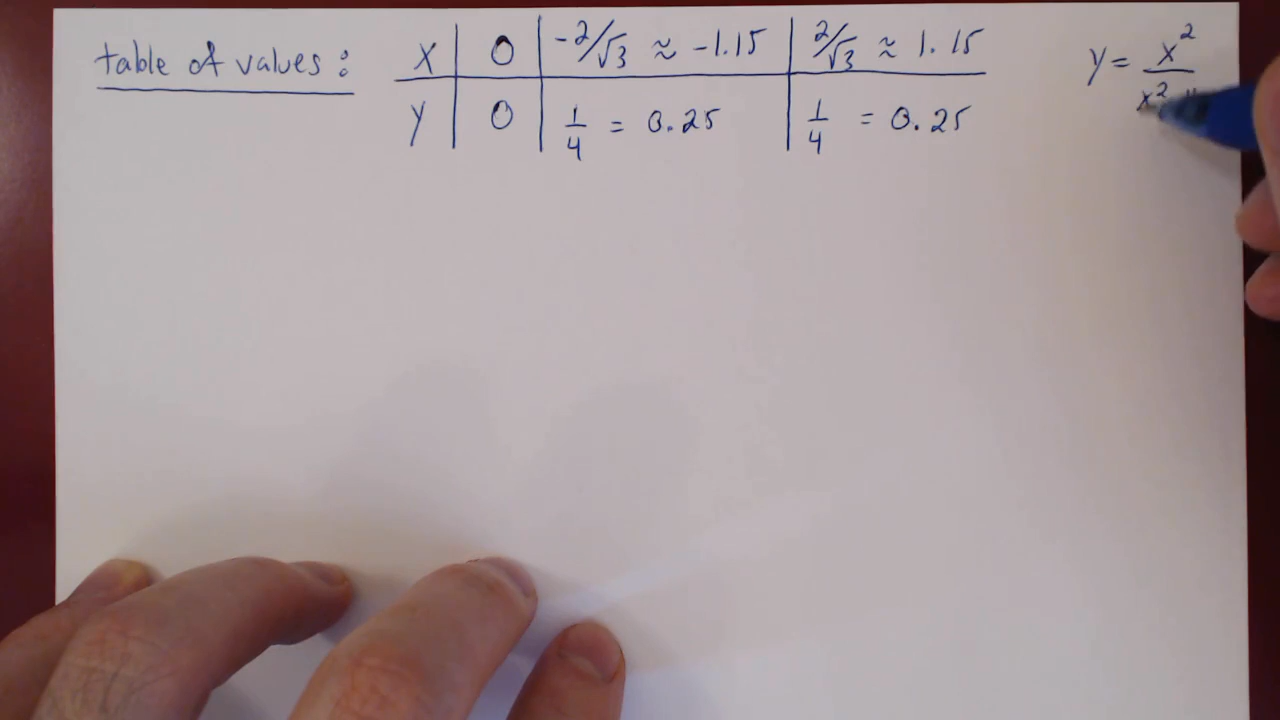 table of values: x 0 -2/√3 ≈ -1.15 2/√3 ≈ 1.15
y 0 1/4 = 0.25 1/4 = 0.25
y = x²/x²